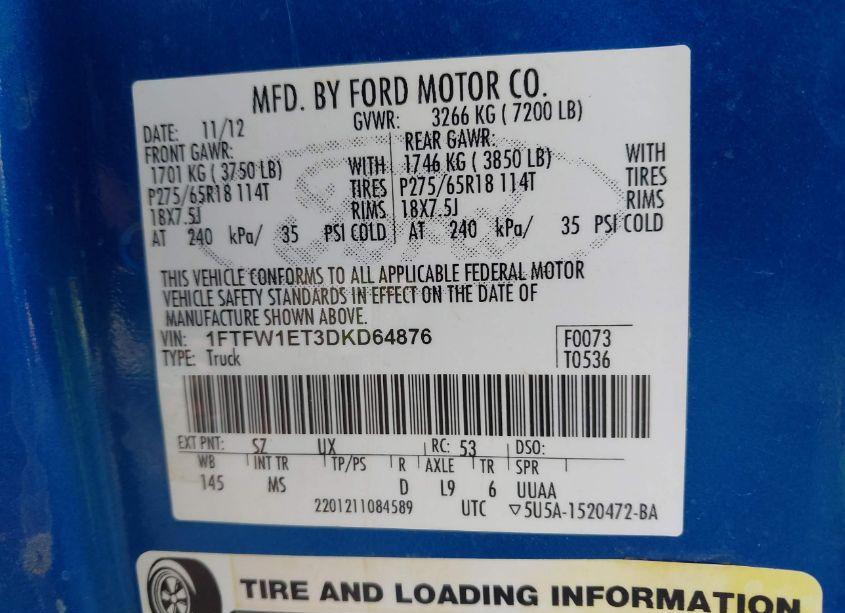 MFD. BY FORD MOTOR CO.
DATE: 11/12 GVWR: 3266 KG ( 7200 LB)
FRONT GAWR: REAR GAWR:
1701 KG ( 3750 LB) WITH 1746 KG ( 3850 LB) WITH
P275/65R18 114T TIRES P275/65R18 114T TIRES
18X7.5J RIMS 18X7.5J RIMS
AT 240 kPa/ 35 PSI COLD AT 240 kPa/ 35 PSI COLD
THIS VEHICLE CONFORMS TO ALL APPLICABLE FEDERAL MOTOR
VEHICLE SAFETY STANDARDS IN EFFECT ON THE DATE OF
MANUFACTURE SHOWN ABOVE.
VIN: 1FTFW1ET3DKD64876 F0073
TYPE: Truck T0536
EXT PNT: SZ UX RC: 53 DSO:
WB INT TR TP/PS R AXLE TR SPR
145 MS D L9 6 UUAA
2201211084589 UTC ▽5U5A-1520472-BA
TIRE AND LOADING INFORMATION